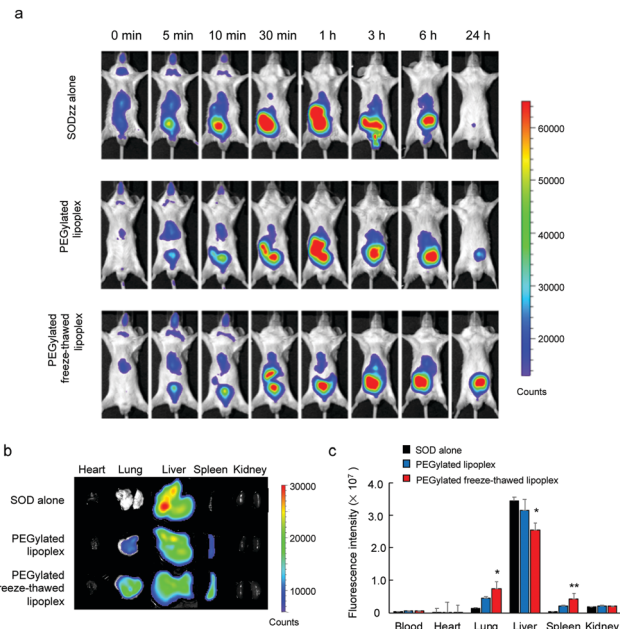 a
0 min 5 min 10 min 30 min 1 h 3 h 6 h 24 h
SODzz alone
PEGylated
lipoplex
PEGylated
freeze-thawed
lipoplex
60000
50000
40000
30000
20000
Counts
b
Heart Lung Liver Spleen Kidney
SOD alone
PEGylated
lipoplex
PEGylated
freeze-thawed
lipoplex
30000
20000
10000
Counts
c
SOD alone
PEGylated lipoplex
PEGylated freeze-thawed lipoplex
Fluorescence intensity (× 10⁷)
4.0
3.0
2.0
1.0
0
* * **
Blood Heart Lung Liver Spleen Kidney